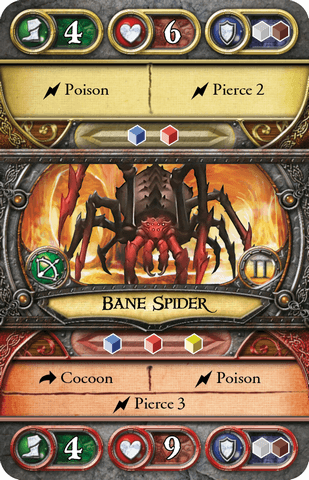 4 6
Poison Pierce 2
BANE SPIDER
II
Cocoon Poison
Pierce 3
4 9